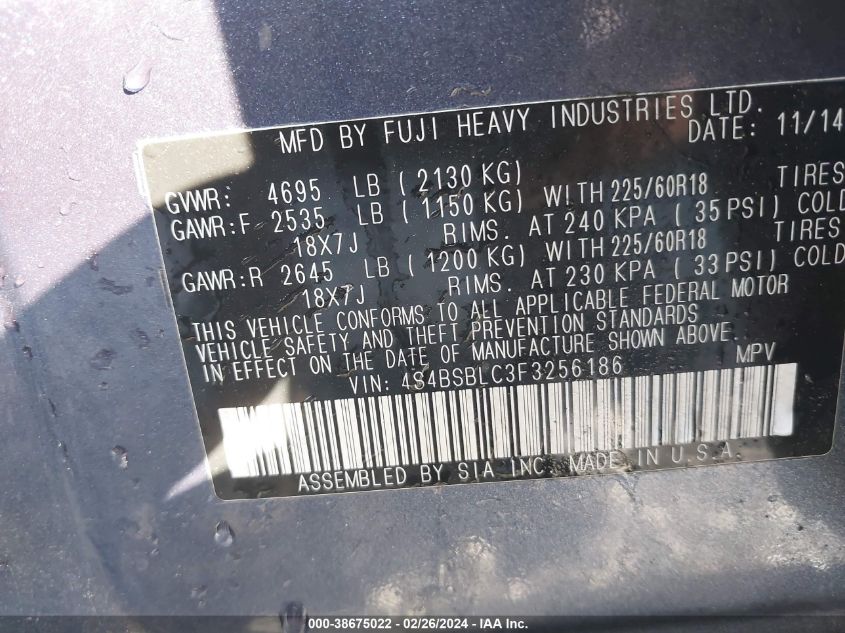 MFD BY FUJI HEAVY INDUSTRIES LTD.
DATE: 11/14
GVWR: 4695 LB ( 2130 KG)
GAWR:F 2535 LB ( 1150 KG) WITH 225/60R18 TIRES
18X7J RIMS. AT 240 KPA ( 35 PSI) COLD
GAWR:R 2645 LB ( 1200 KG) WITH 225/60R18 TIRES
18X7J RIMS. AT 230 KPA ( 33 PSI) COLD
THIS VEHICLE CONFORMS TO ALL APPLICABLE FEDERAL MOTOR
VEHICLE SAFETY AND THEFT PREVENTION STANDARDS
IN EFFECT ON THE DATE OF MANUFACTURE SHOWN ABOVE.
VIN: 4S4BSBLC3F3256186 MPV
ASSEMBLED BY SIA INC. MADE IN U.S.A.
000-38675022 - 02/26/2024 - IAA Inc.